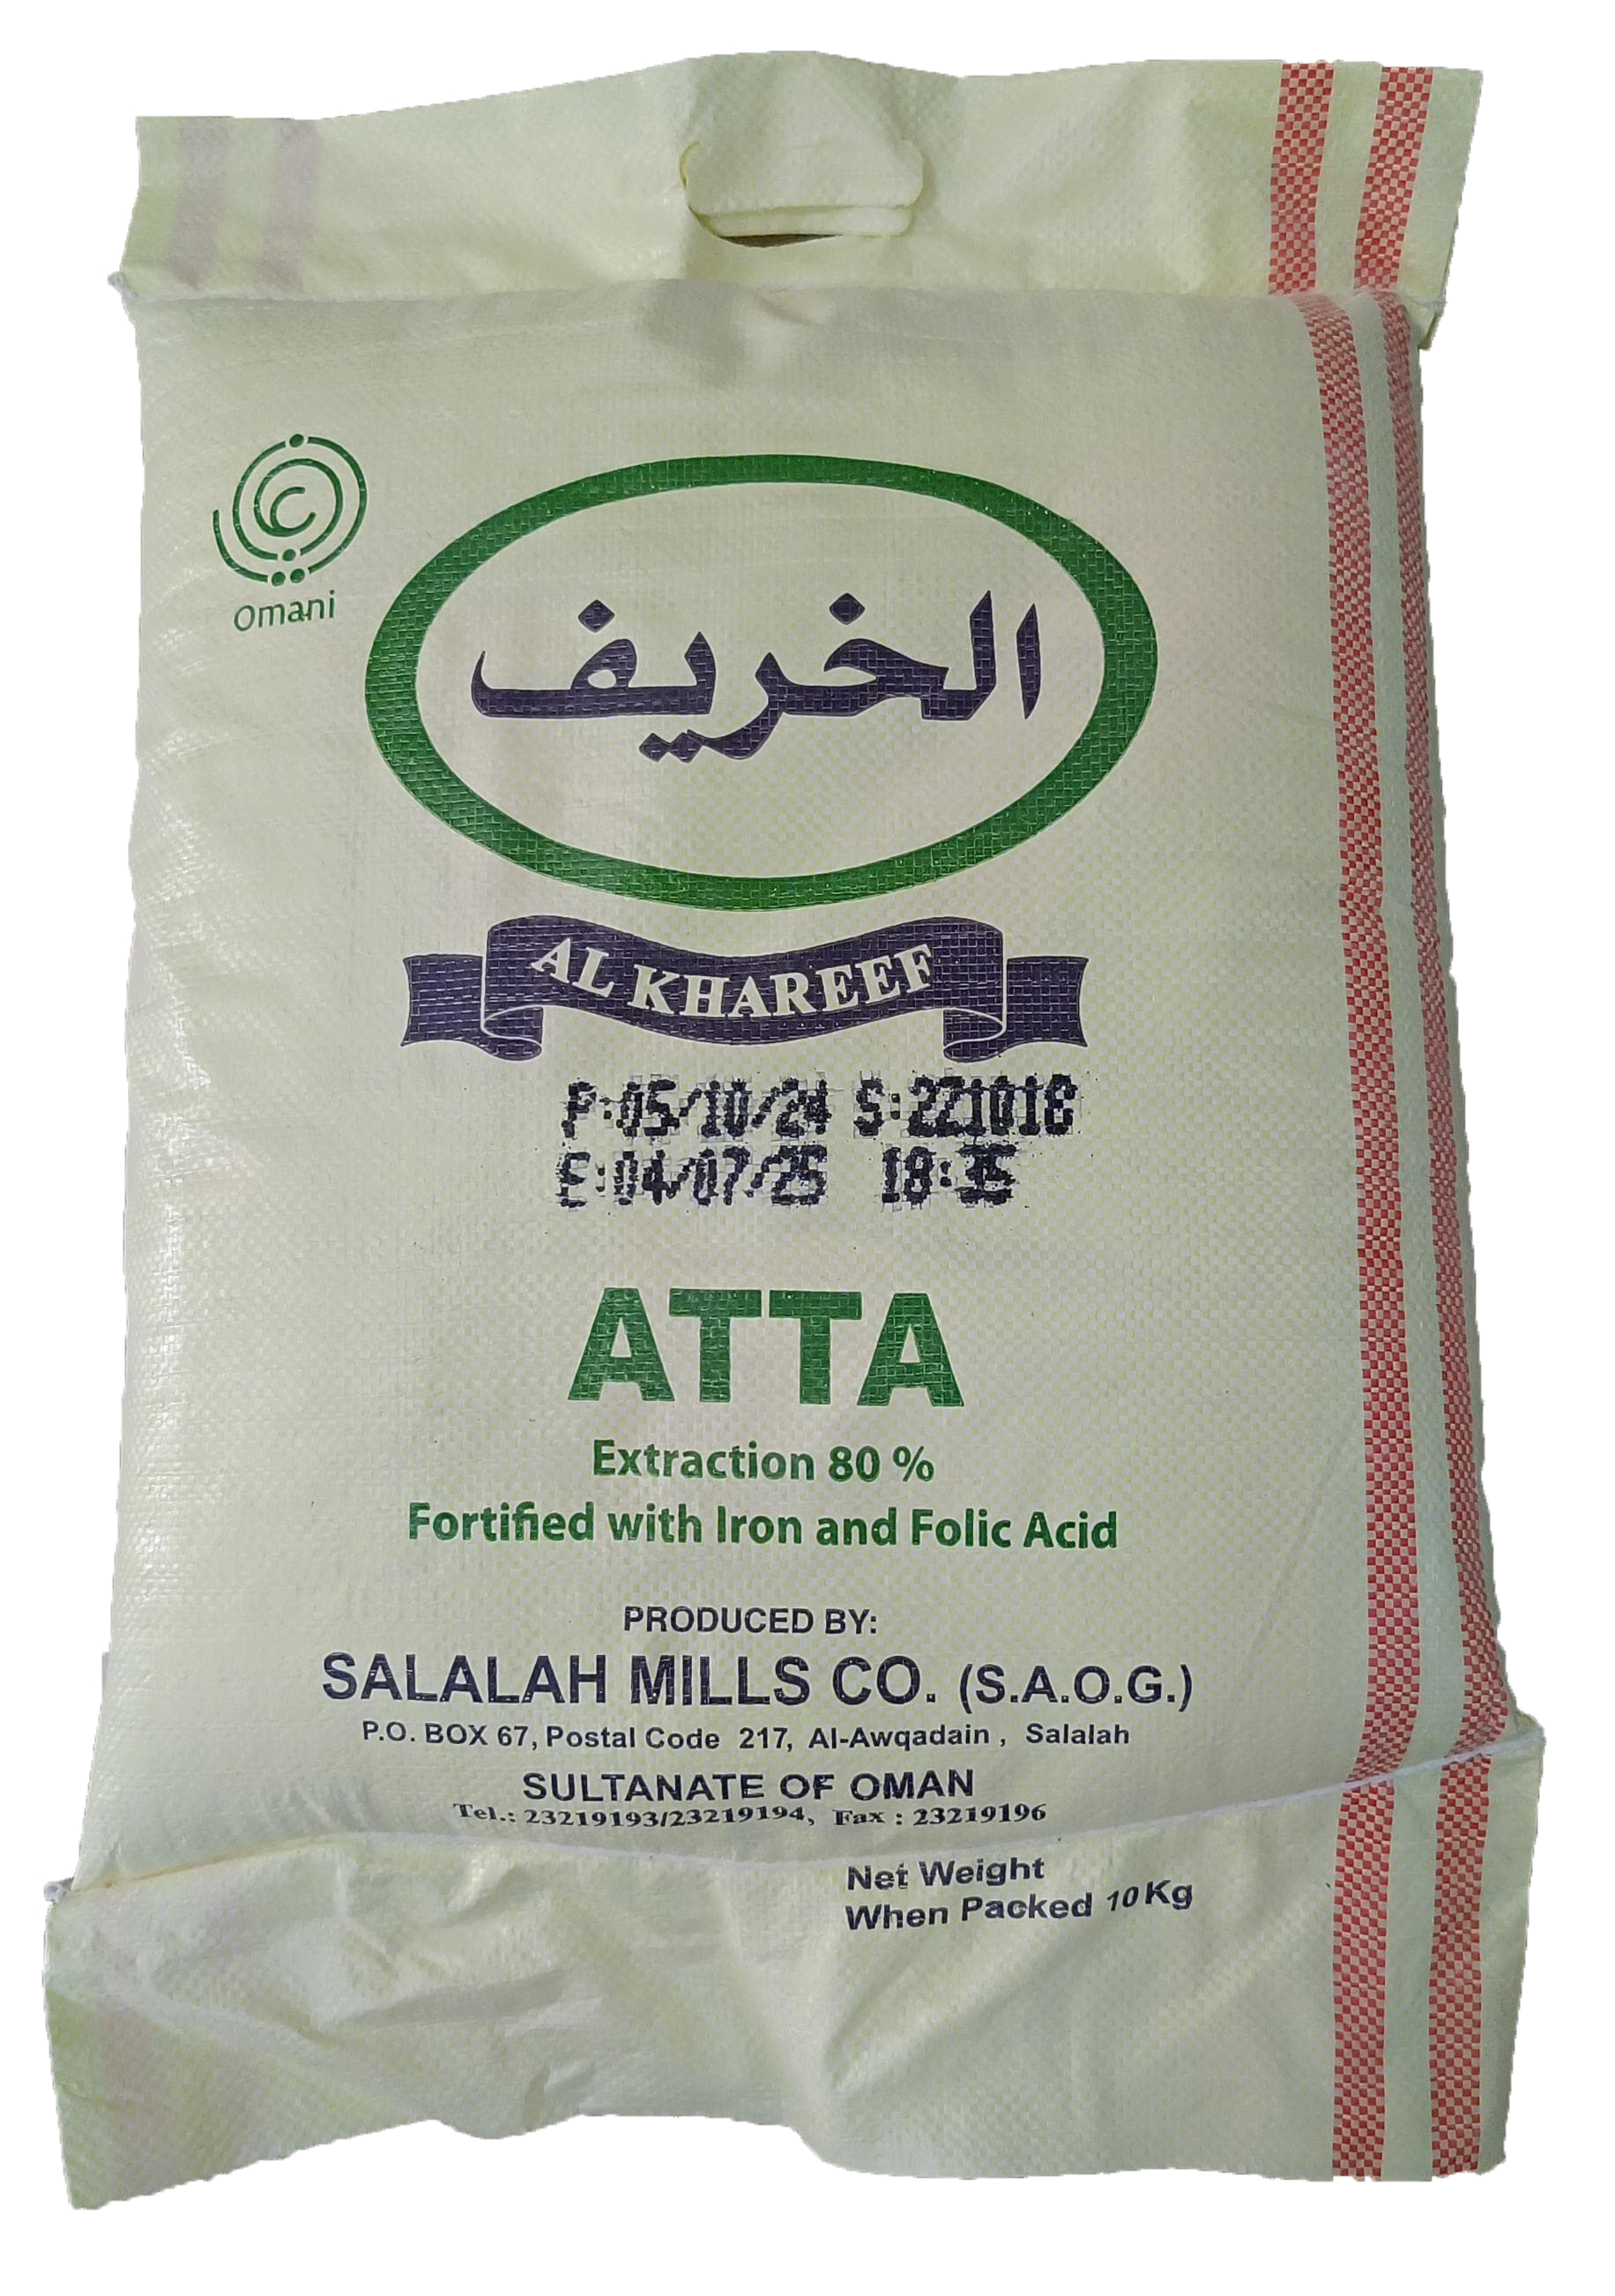 Omani
الخريف
AL KHAREEF
P:05/10/24 S:221018
E:04/07/25 18:35
ATTA
Extraction 80 %
Fortified with Iron and Folic Acid
PRODUCED BY:
SALALAH MILLS CO. (S.A.O.G.)
P.O. BOX 67, Postal Code 217, Al-Awqadain , Salalah
SULTANATE OF OMAN
Tel.: 23219193/23219194, Fax : 23219196
Net Weight
When Packed 10Kg